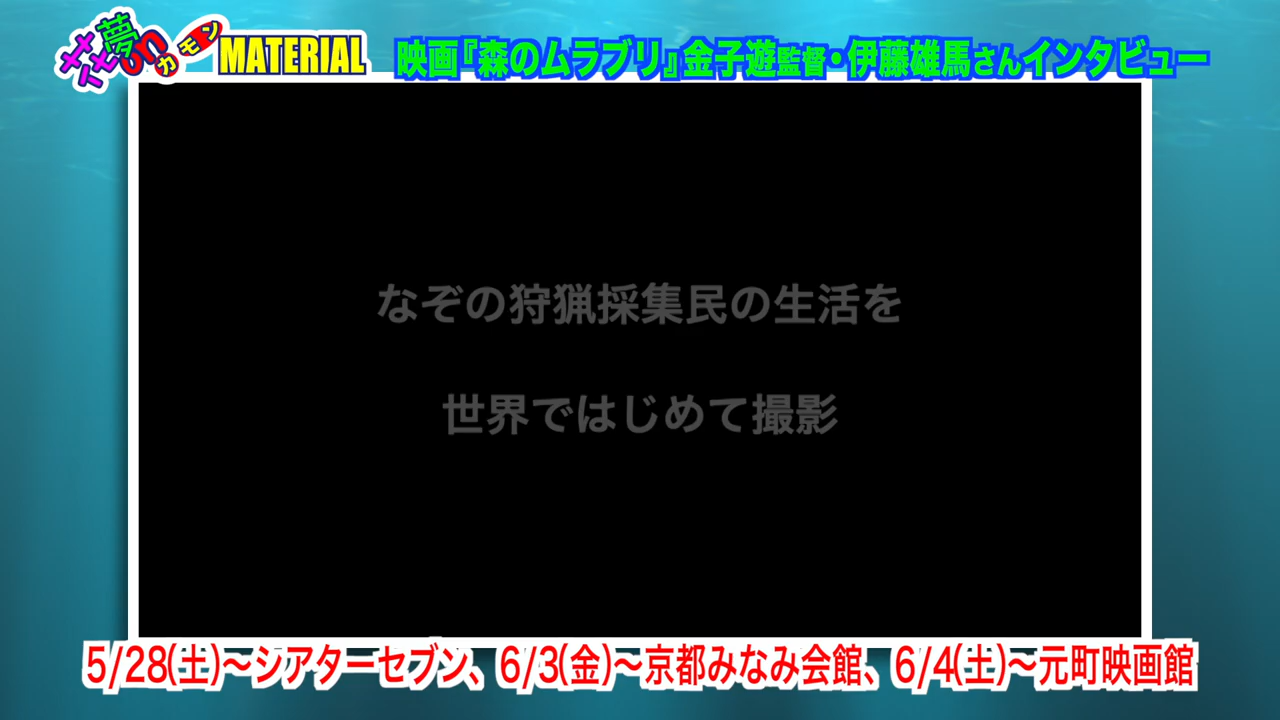 夢 カモン MATERIAL
映画『森のムラブリ』金子遊監督・伊藤雄馬さんインタビュー
なぞの狩猟採集民の生活を
世界ではじめて撮影
5/28(土)～シアターセブン、6/3(金)～京都みなみ会館、6/4(土)～元町映画館